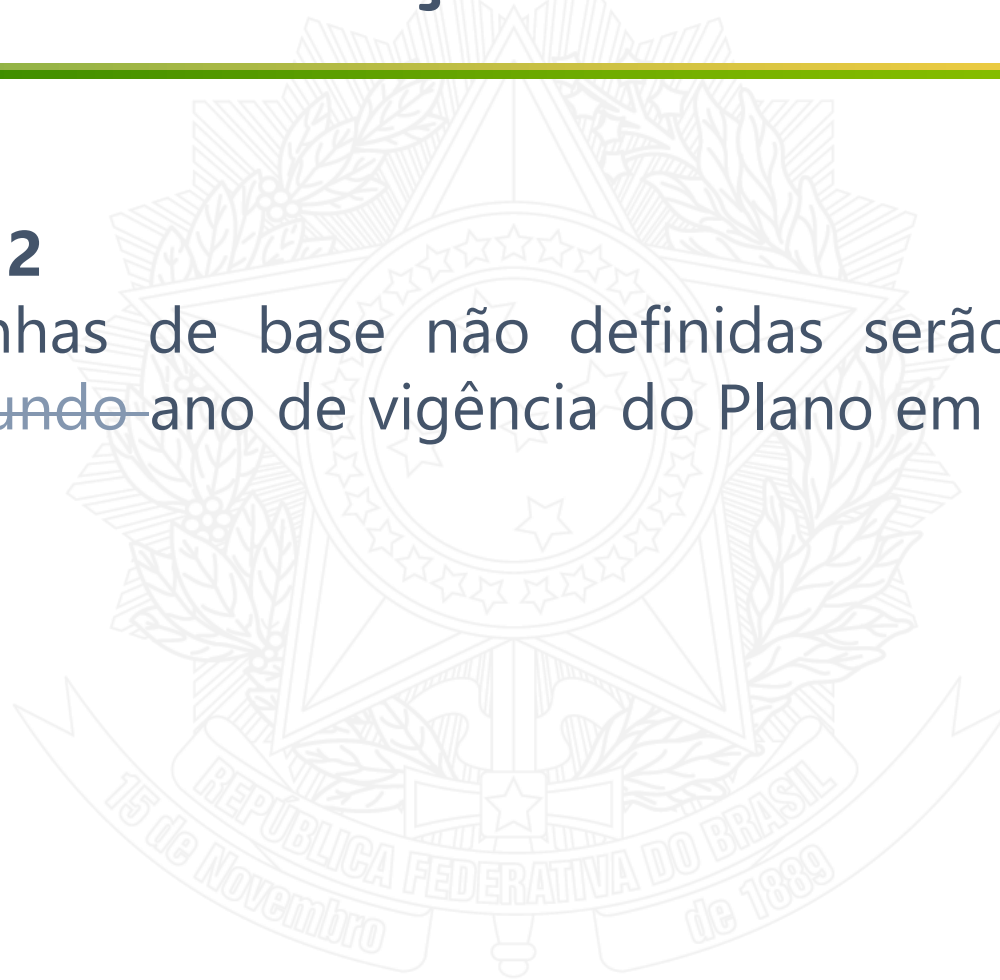 2
nhas de base não definidas serão
undo ano de vigência do Plano em
REPÚBLICA FEDERATIVA DO BRASIL
15 de Novembro de 1889